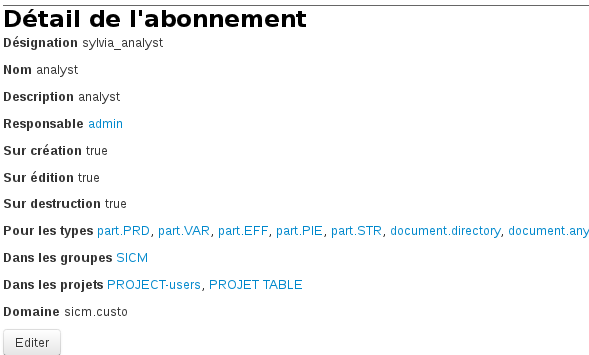 Détail de l'abonnement
Désignation sylvia_analyst
Nom analyst
Description analyst
Responsable admin
Sur création true
Sur édition true
Sur destruction true
Pour les types part.PRD, part.VAR, part.EFF, part.PIE, part.STR, document.directory, document.any
Dans les groupes SICM
Dans les projets PROJECT-users, PROJET TABLE
Domaine sicm.custo
Editer